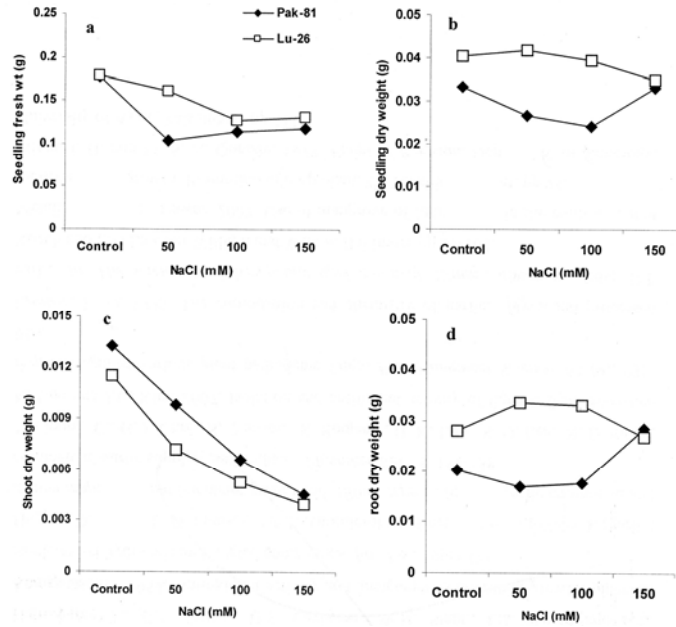 a
Pak-81
Lu-26
Seedling fresh wt (g)
0.25
0.2
0.15
0.1
0.05
0
Control 50 100 150
NaCl (mM)
b
Seedling dry weight (g)
0.05
0.04
0.03
0.02
0.01
0
Control 50 100 150
NaCl (mM)
c
Shoot dry weight (g)
0.015
0.012
0.009
0.006
0.003
0
Control 50 100 150
NaCl (mM)
d
root dry weight (g)
0.05
0.04
0.03
0.02
0.01
0
Control 50 100 150
NaCl (mM)